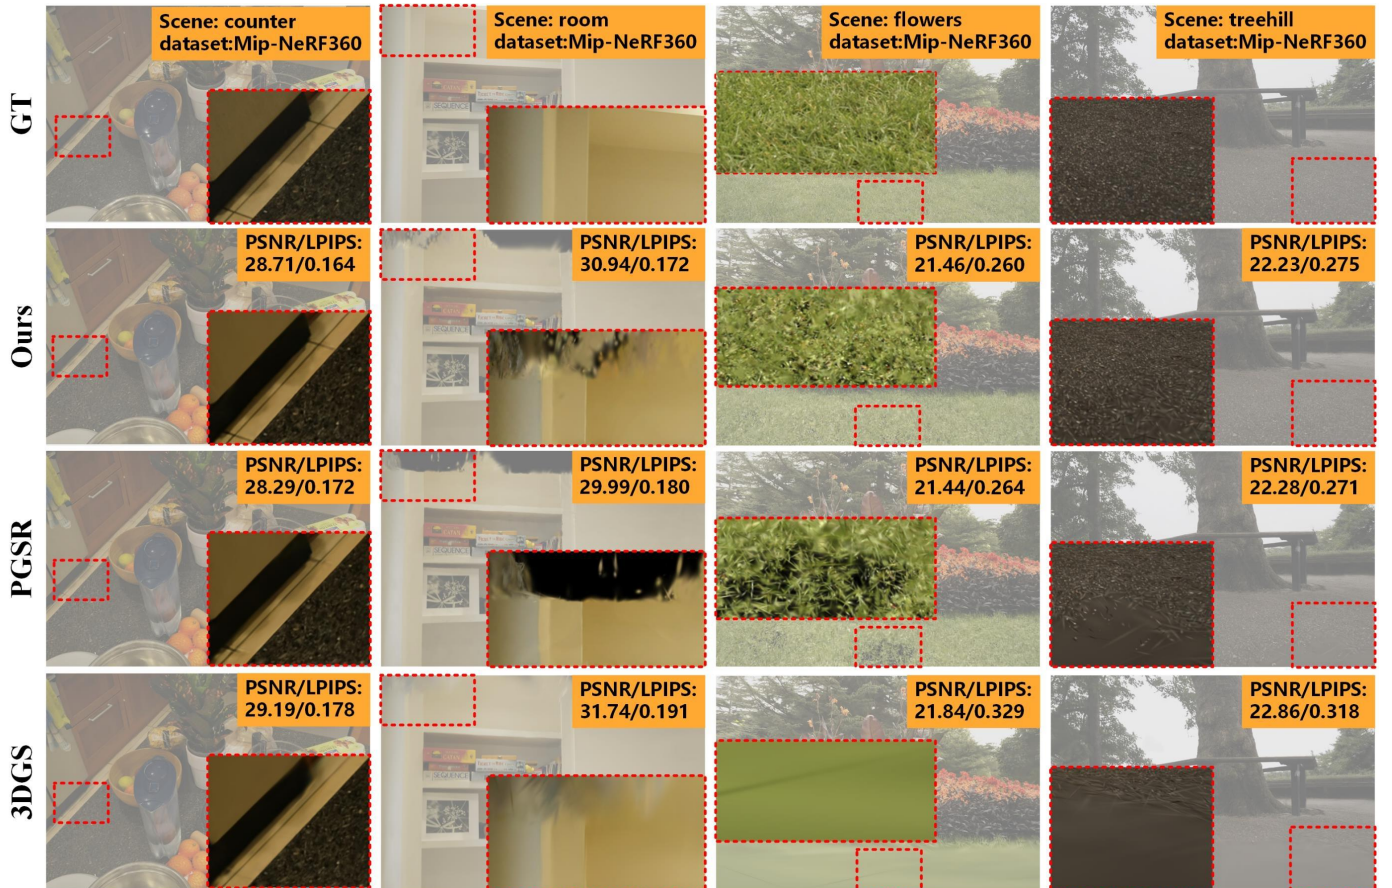 GT
Scene: counter
dataset:Mip-NeRF360
Scene: room
dataset:Mip-NeRF360
Scene: flowers
dataset:Mip-NeRF360
Scene: treehill
dataset:Mip-NeRF360
SEQUENCE
Ours
PSNR/LPIPS:
28.71/0.164
PSNR/LPIPS:
30.94/0.172
PSNR/LPIPS:
21.46/0.260
PSNR/LPIPS:
22.23/0.275
SEQUENCE
PGSR
PSNR/LPIPS:
28.29/0.172
PSNR/LPIPS:
29.99/0.180
PSNR/LPIPS:
21.44/0.264
PSNR/LPIPS:
22.28/0.271
SEQUENCE
3DGS
PSNR/LPIPS:
29.19/0.178
PSNR/LPIPS:
31.74/0.191
PSNR/LPIPS:
21.84/0.329
PSNR/LPIPS:
22.86/0.318
SEQUENCE